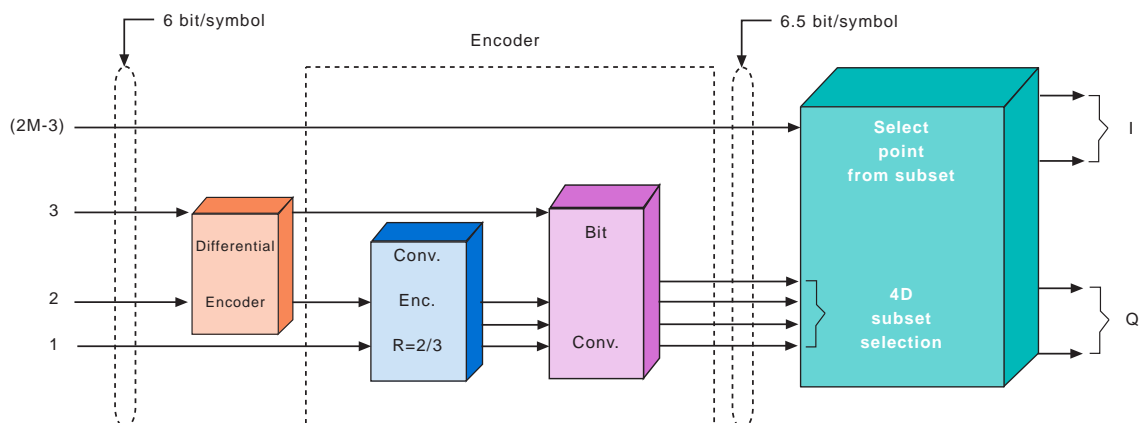 6 bit/symbol
6.5 bit/symbol
Encoder
(2M-3)
Select
point
from subset
I
3
Differential
Encoder
Bit
Conv.
Conv.
Enc.
R=2/3
2
1
4D
subset
selection
Q